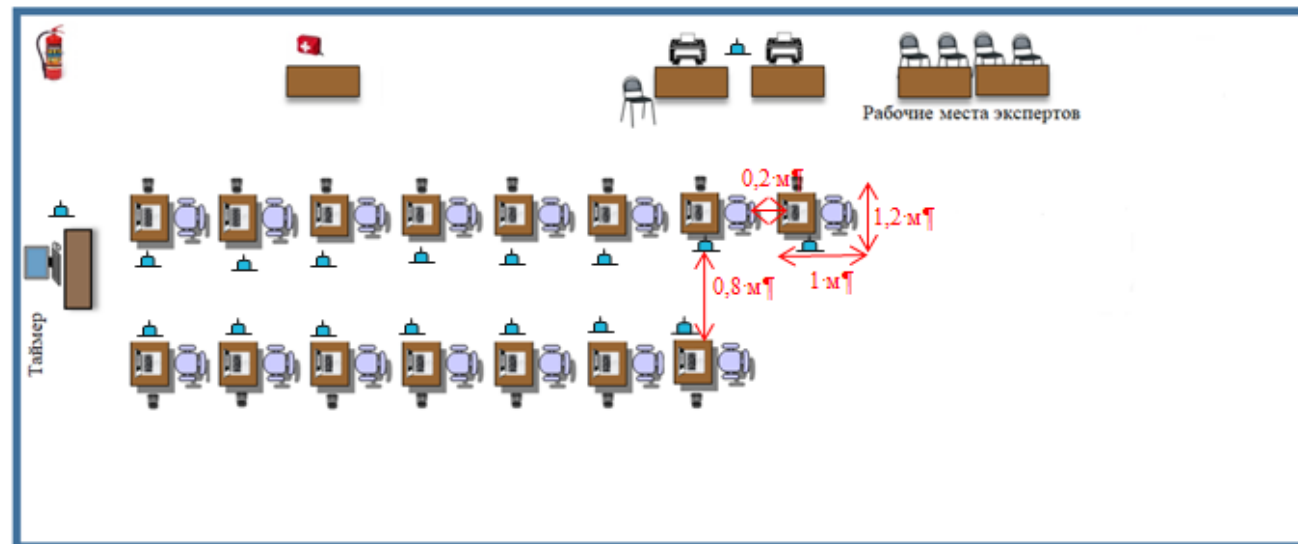 Рабочие места экспертов
0,2·м¶
1,2·м¶
0,8·м¶
1·м¶
Таймер